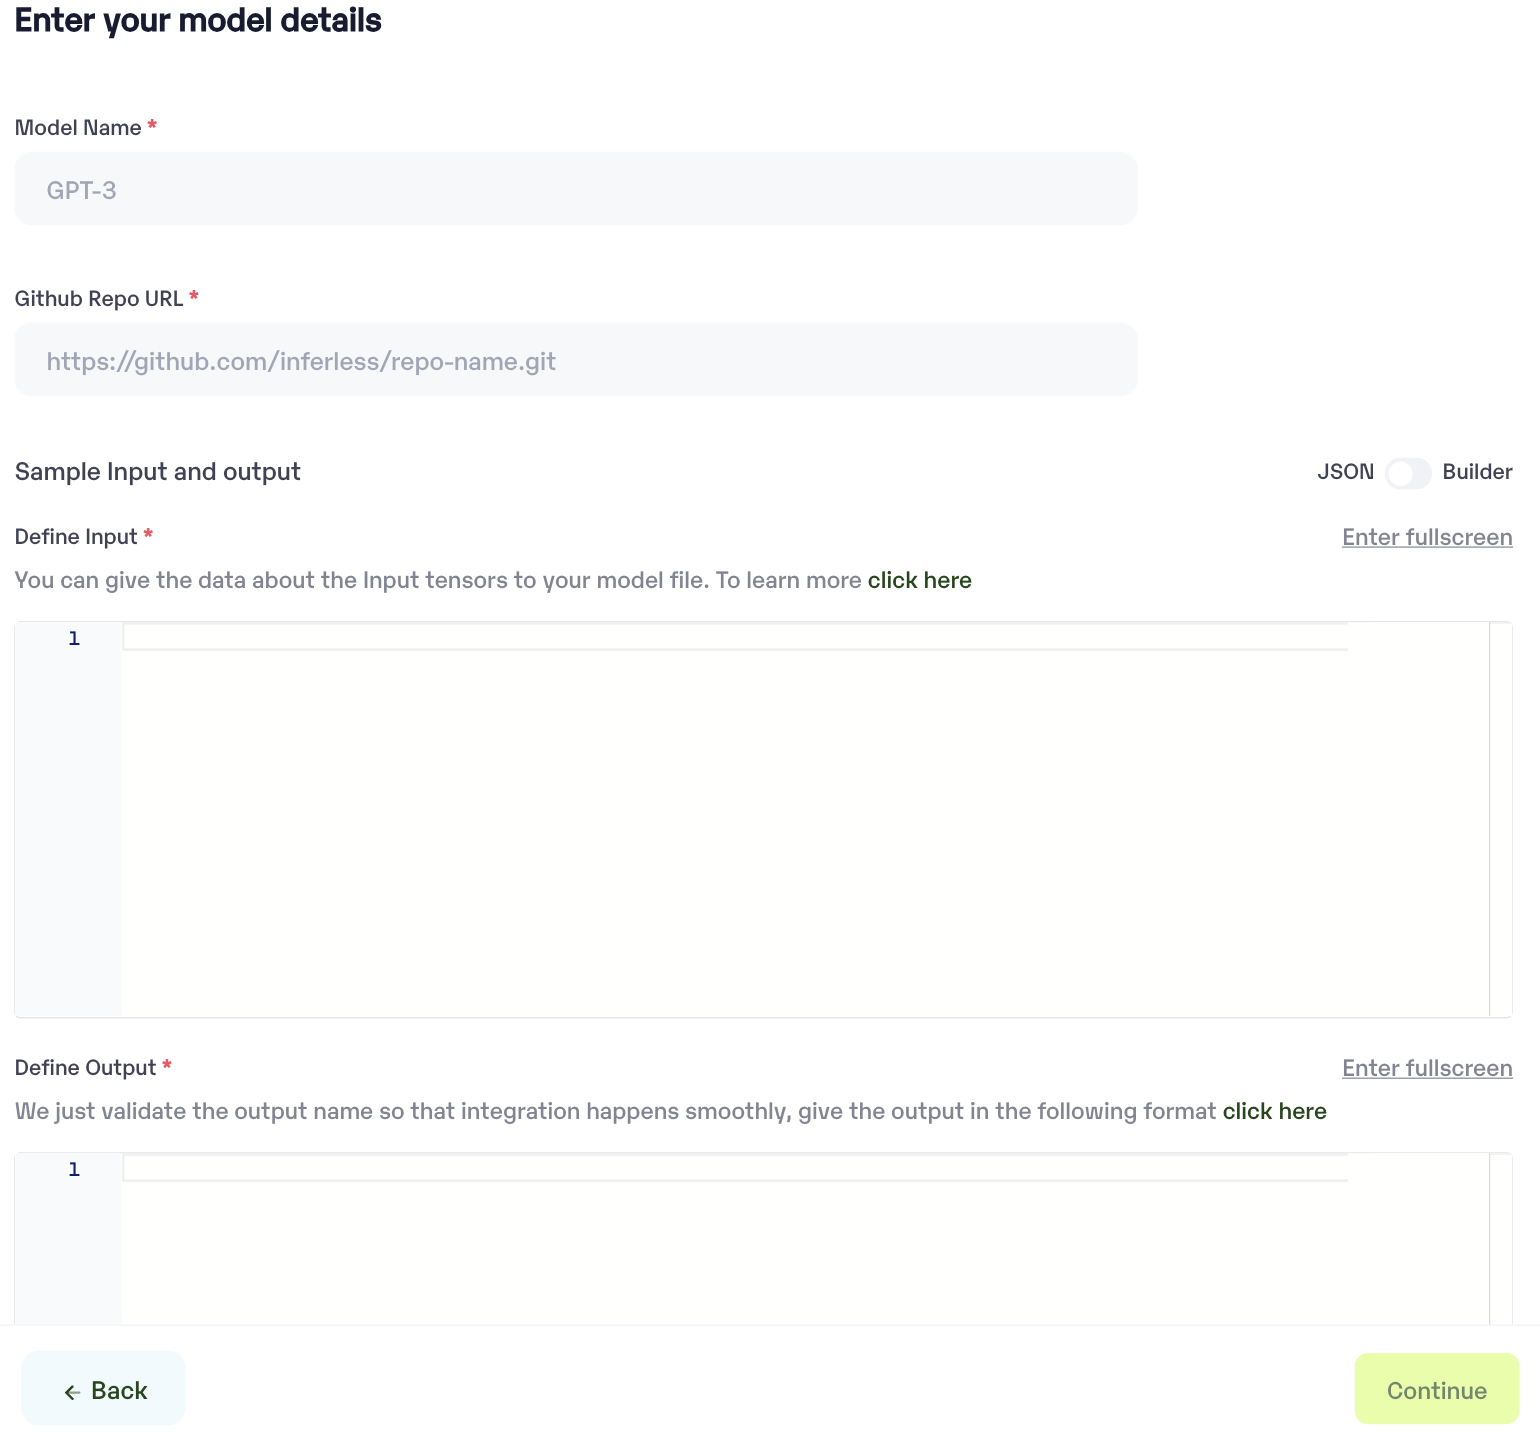 Enter your model details
Model Name *
GPT-3
Github Repo URL *
https://github.com/inferless/repo-name.git
Sample Input and output
JSON Builder
Define Input *
Enter fullscreen
You can give the data about the Input tensors to your model file. To learn more click here
1
Define Output *
Enter fullscreen
We just validate the output name so that integration happens smoothly, give the output in the following format click here
1
← Back
Continue